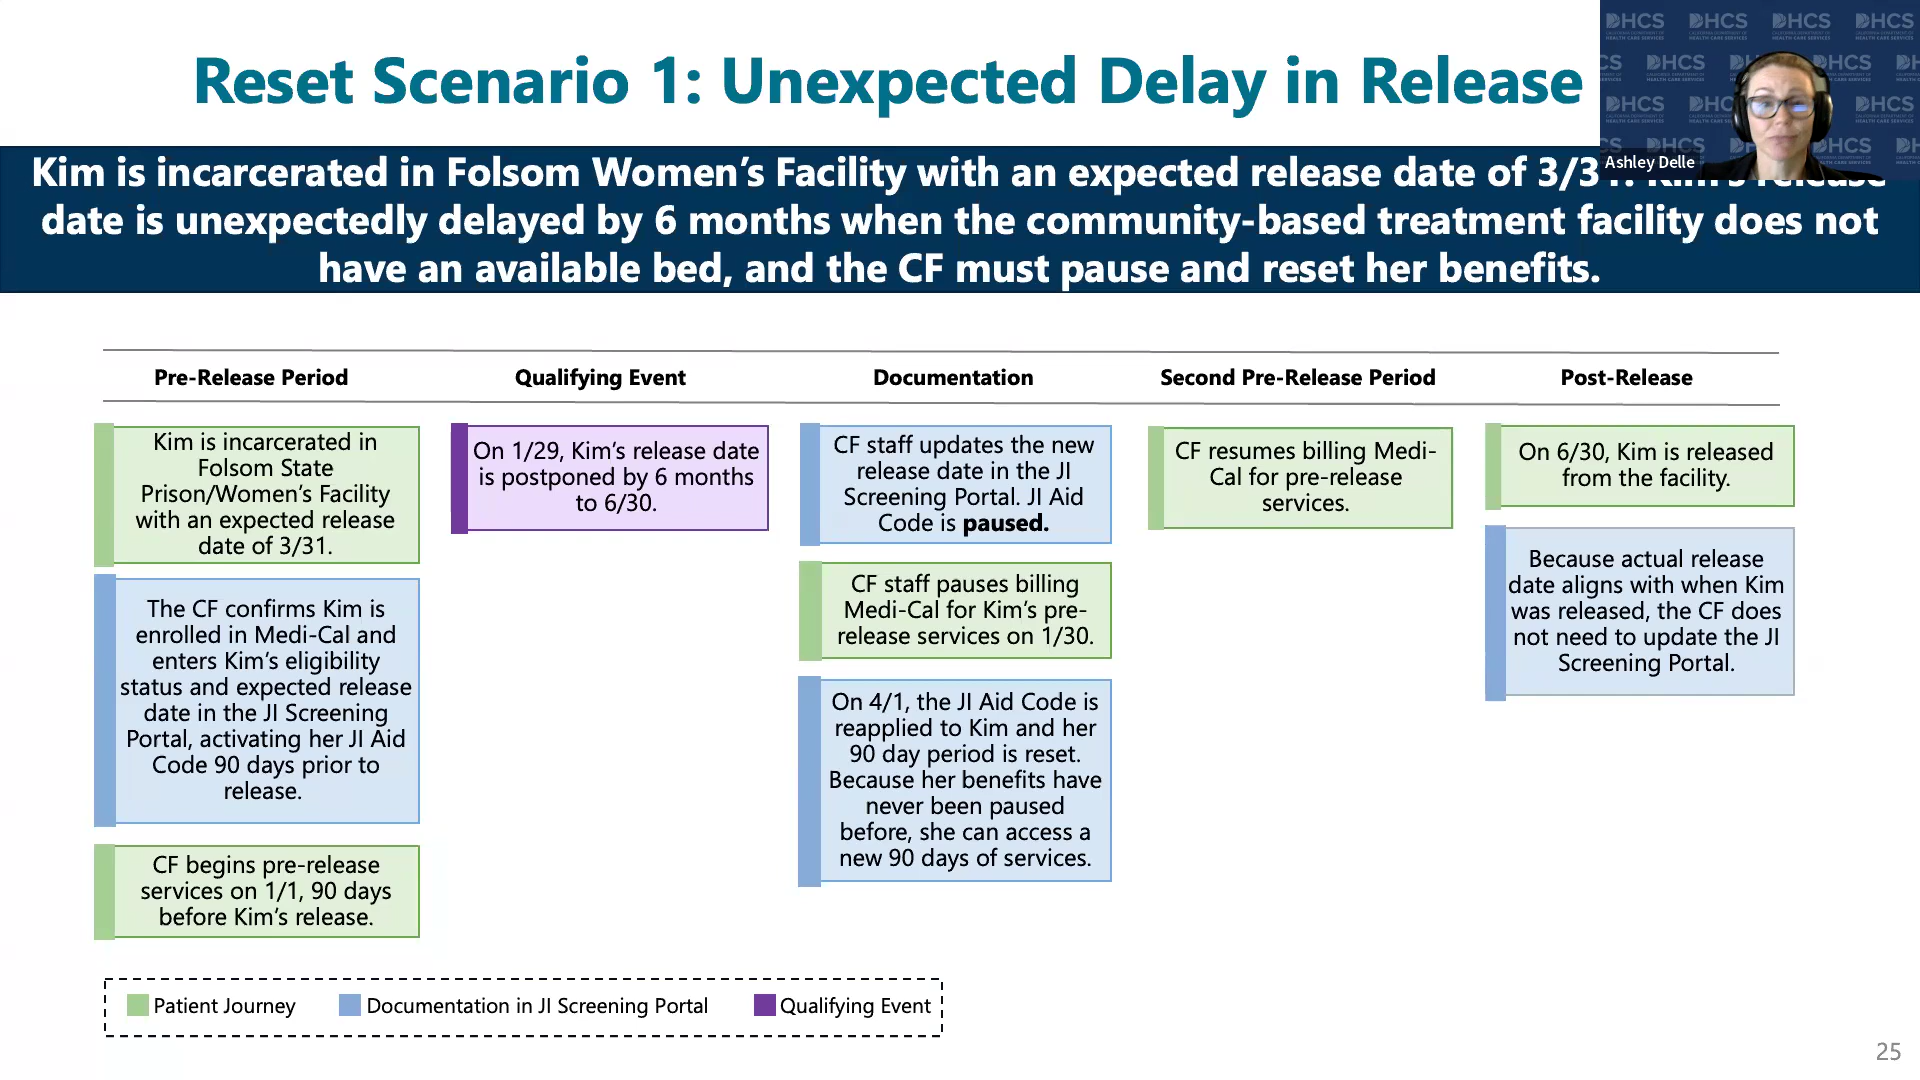 Reset Scenario 1: Unexpected Delay in Release
DHCS DHCS DHCS DHCS
Ashley Delle
Kim is incarcerated in Folsom Women's Facility with an expected release date of
date is unexpectedly delayed by 6 months when the community-based treatment facility does not
have an available bed, and the CF must pause and reset her benefits.
Pre-Release Period
Qualifying Event
Documentation
Second Pre-Release Period
Post-Release
Kim is incarcerated in
Folsom State
Prison/Women's Facility
with an expected release
date of 3/31.
The CF confirms Kim is
enrolled in Medi-Cal and
enters Kim's eligibility
status and expected release
date in the JI Screening
Portal, activating her JI Aid
Code 90 days prior to
release.
CF begins pre-release
services on 1/1, 90 days
before Kim's release.
On 1/29, Kim's release date
is postponed by 6 months
to 6/30.
CF staff updates the new
release date in the JI
Screening Portal. JI Aid
Code is paused.
CF staff pauses billing
Medi-Cal for Kim's pre-
release services on 1/30.
On 4/1, the JI Aid Code is
reapplied to Kim and her
90 day period is reset.
Because her benefits have
never been paused
before, she can access a
new 90 days of services.
CF resumes billing Medi-
Cal for pre-release
services.
On 6/30, Kim is released
from the facility.
Because actual release
date aligns with when Kim
was released, the CF does
not need to update the JI
Screening Portal.
Patient Journey
Documentation in JI Screening Portal
Qualifying Event
25